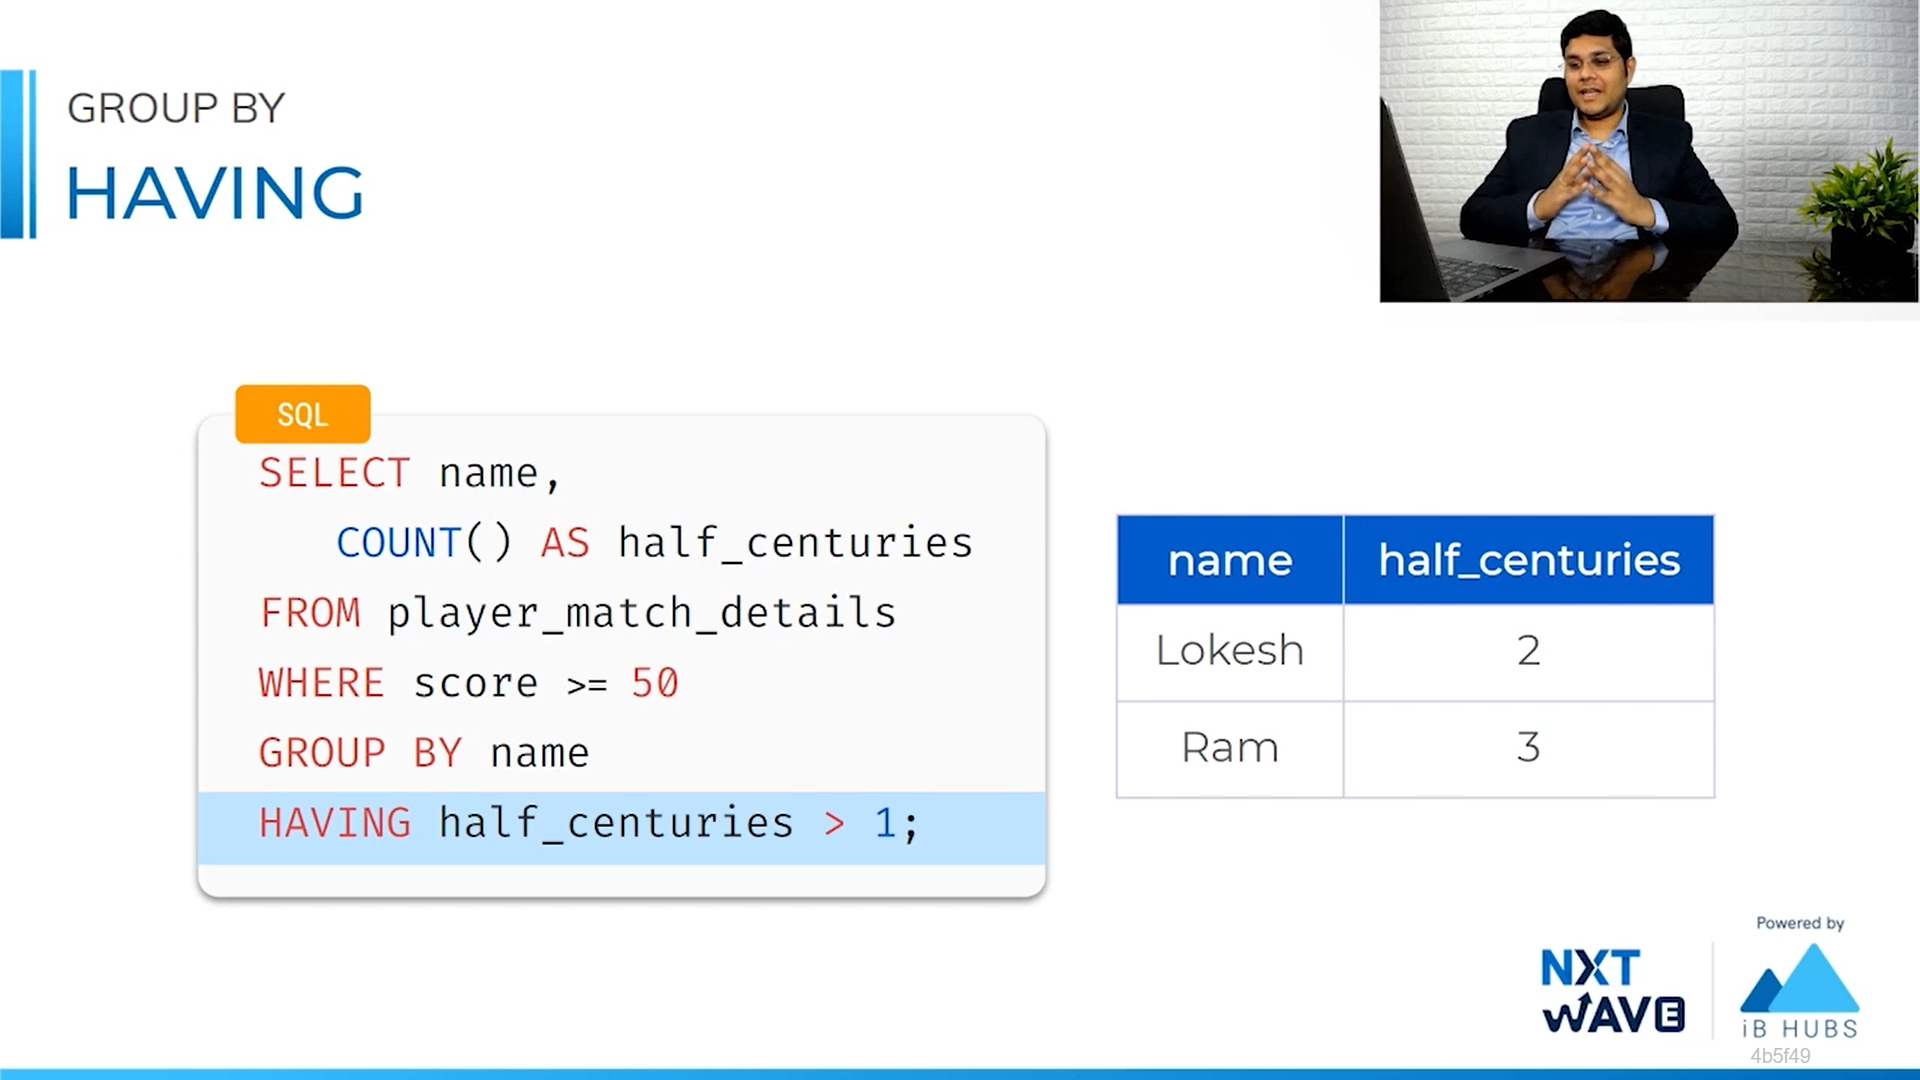 GROUP BY
HAVING
SQL
SELECT name,
COUNT() AS half_centuries
FROM player_match_details
WHERE score >= 50
GROUP BY name
HAVING half_centuries > 1;
name half_centuries
Lokesh 2
Ram 3
Powered by
NXT
WAVE
iB HUBS
4b5f49